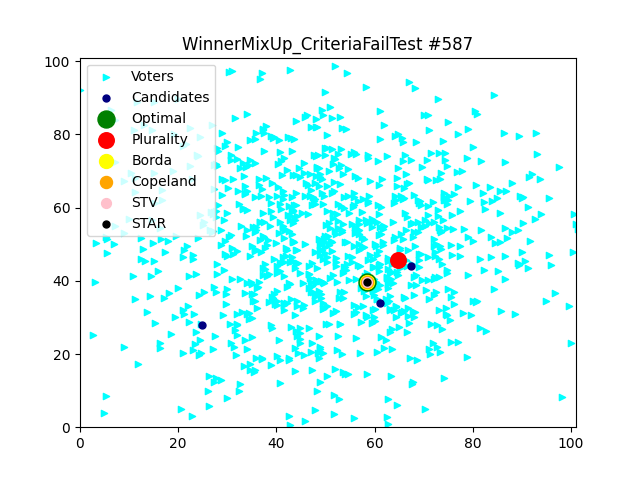 WinnerMixUp_CriteriaFailTest #587
100
80
60
40
20
0
Voters
Candidates
Optimal
Plurality
Borda
Copeland
STV
STAR
0 20 40 60 80 100